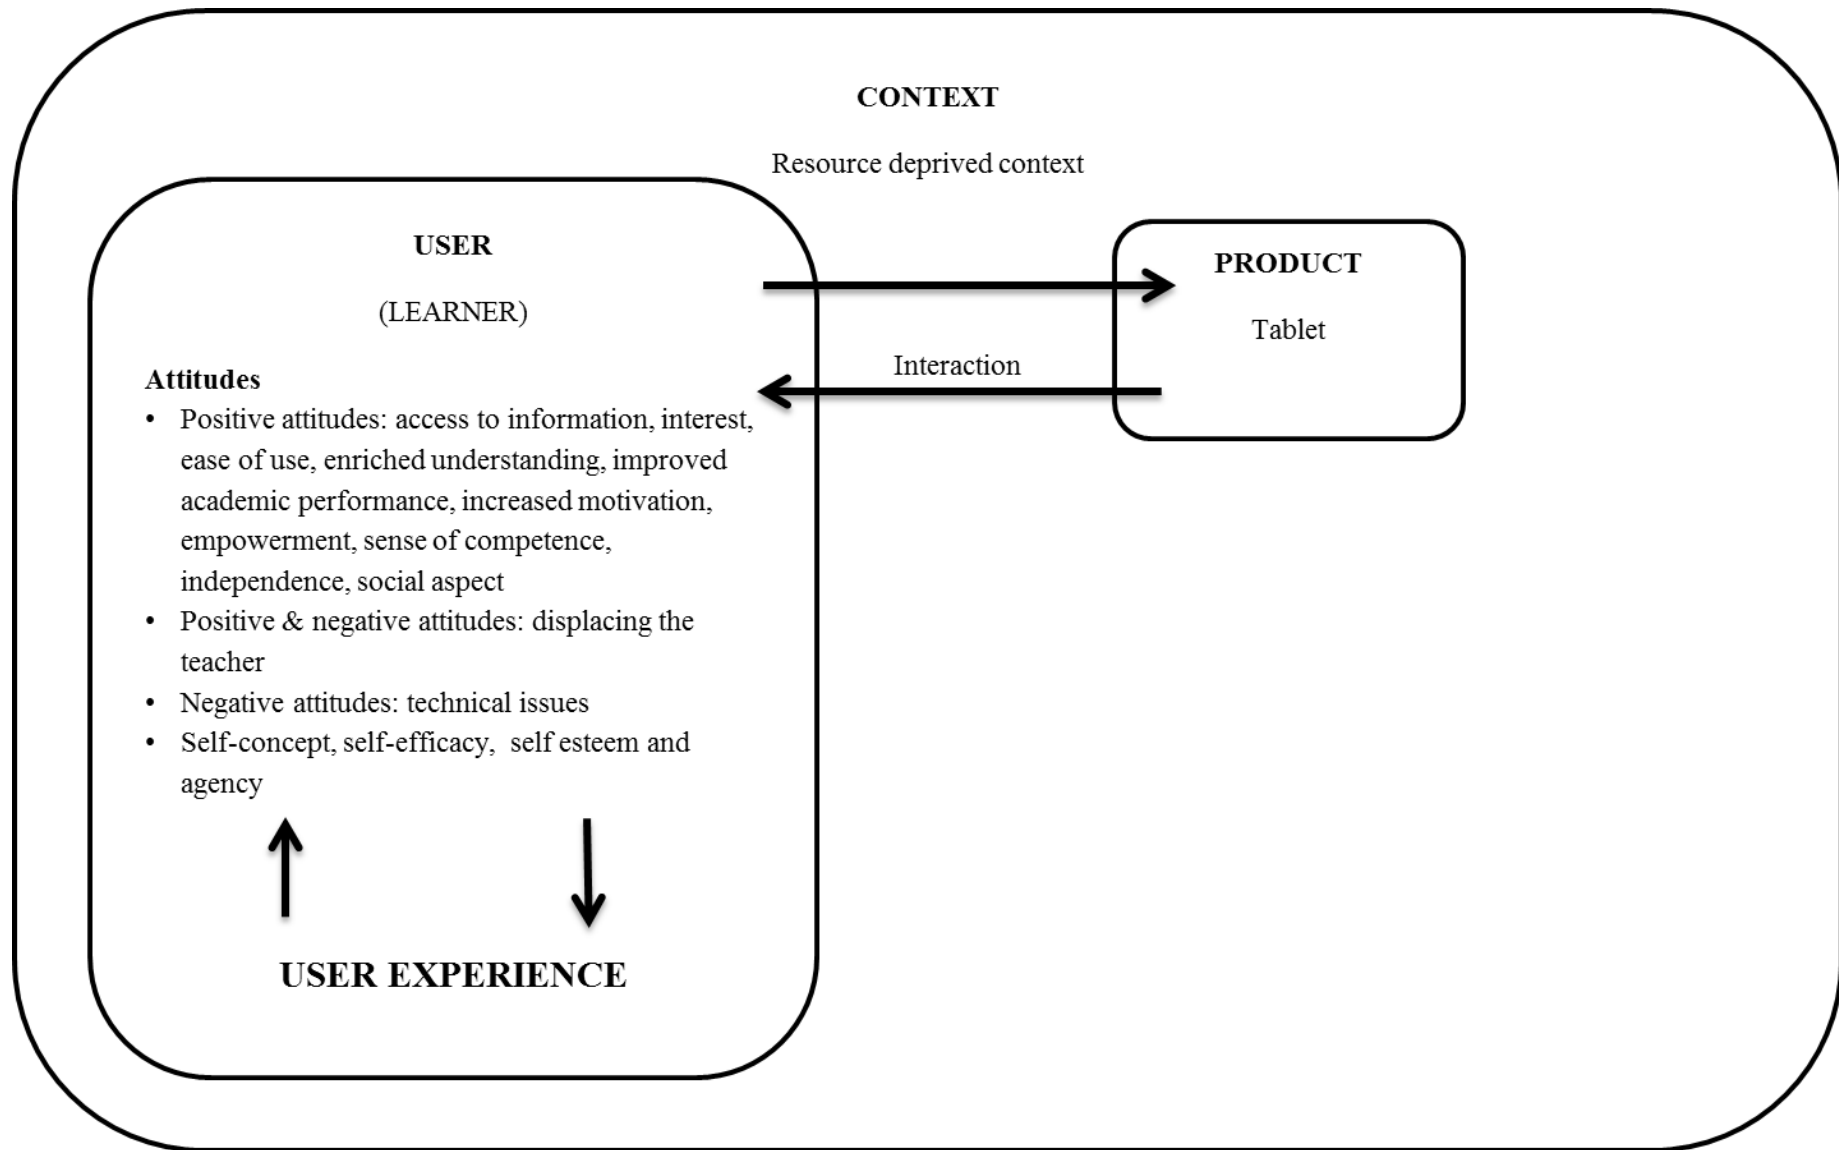 CONTEXT
Resource deprived context
USER
(LEARNER)
Attitudes
• Positive attitudes: access to information, interest,
ease of use, enriched understanding, improved
academic performance, increased motivation,
empowerment, sense of competence,
independence, social aspect
• Positive & negative attitudes: displacing the
teacher
• Negative attitudes: technical issues
• Self-concept, self-efficacy,  self esteem and
agency
USER EXPERIENCE
Interaction
PRODUCT
Tablet